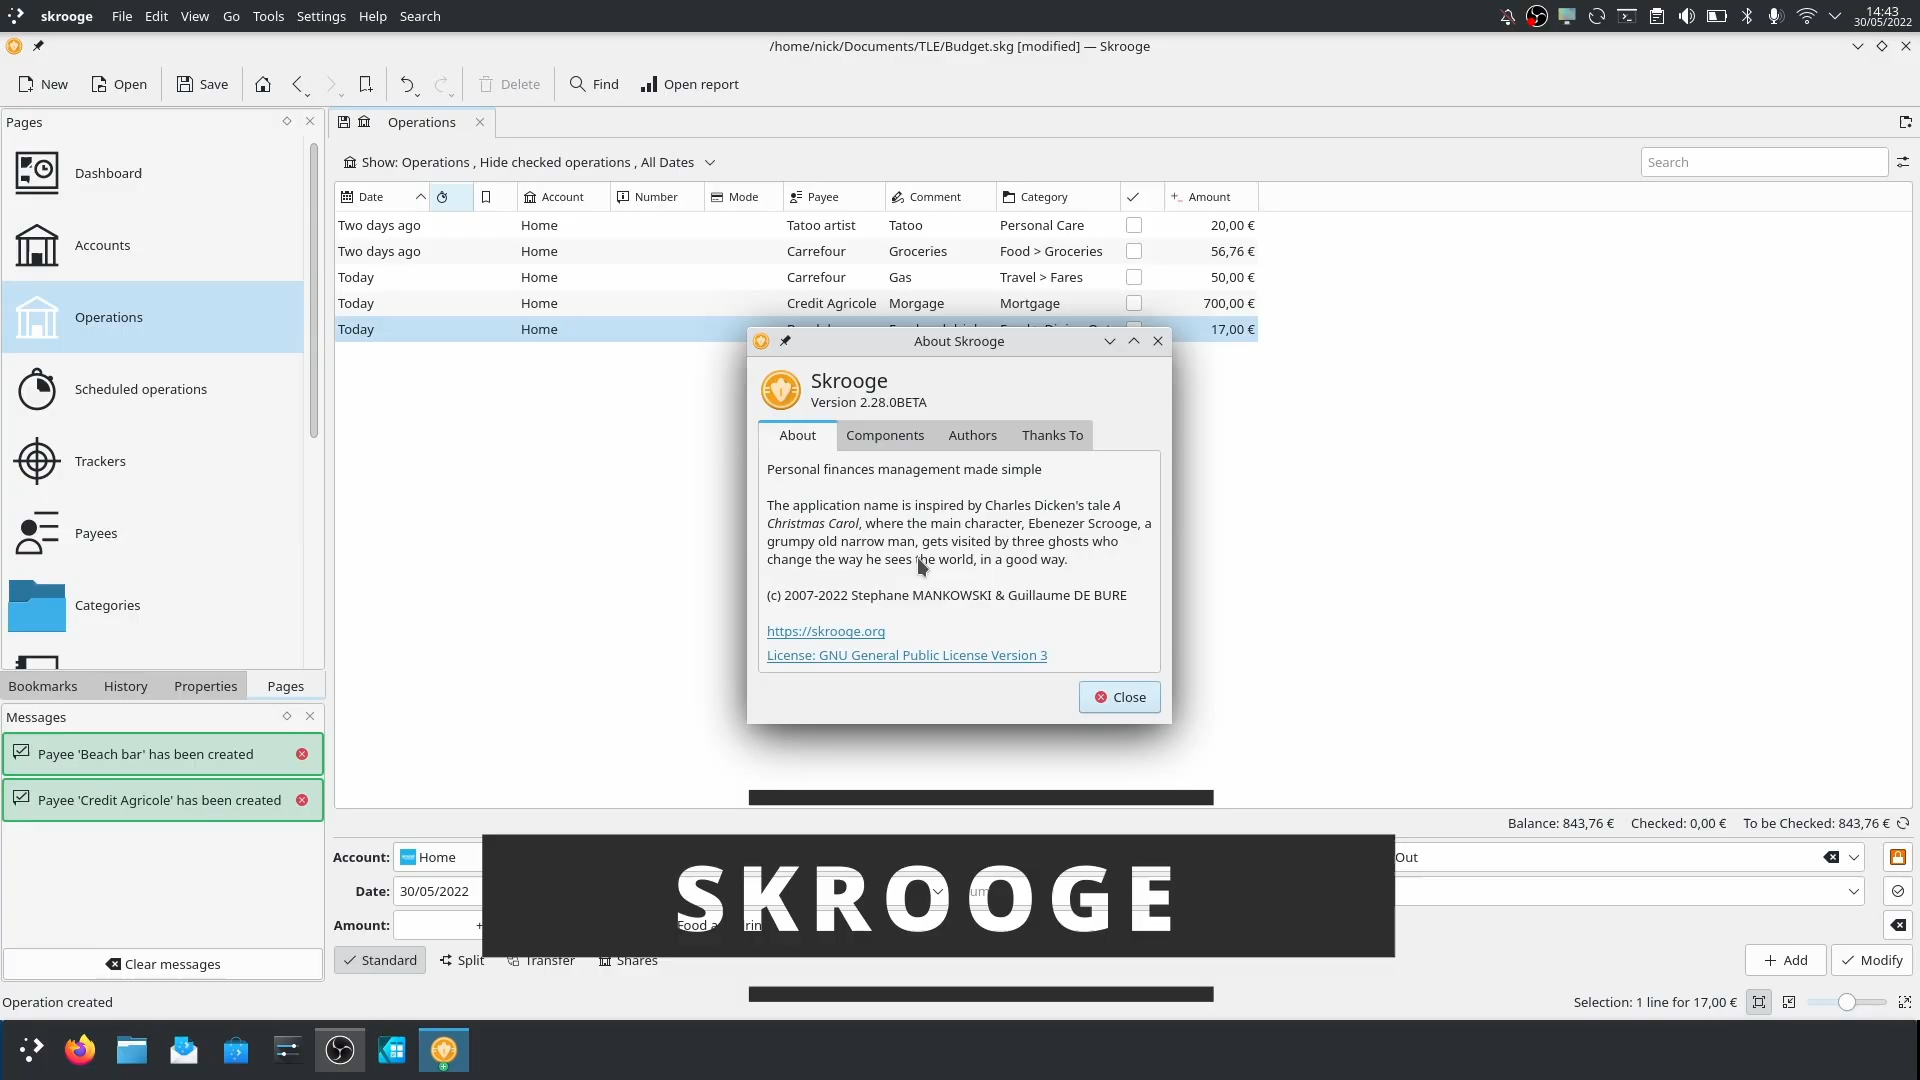 skrooge File Edit View Go Tools Settings Help Search
14:43
30/05/2022
/home/nick/Documents/TLE/Budget.skg [modified] — Skrooge
New Open Save Delete Find Open report
Pages
Operations
Dashboard
Accounts
Operations
Scheduled operations
Trackers
Payees
Categories
Show: Operations , Hide checked operations , All Dates
Search
Date Account Number Mode Payee Comment Category Amount
Two days ago Home Tatoo artist Tatoo Personal Care 20,00 €
Two days ago Home Carrefour Groceries Food > Groceries 56,76 €
Today Home Carrefour Gas Travel > Fares 50,00 €
Today Home Credit Agricole Morgage Mortgage 700,00 €
Today Home 17,00 €
About Skrooge
Skrooge
Version 2.28.0BETA
About Components Authors Thanks To
Personal finances management made simple
The application name is inspired by Charles Dicken's tale A
Christmas Carol, where the main character, Ebenezer Scrooge, a
grumpy old narrow man, gets visited by three ghosts who
change the way he sees the world, in a good way.
(c) 2007-2022 Stephane MANKOWSKI & Guillaume DE BURE
https://skrooge.org
License: GNU General Public License Version 3
Close
Bookmarks History Properties Pages
Messages
Payee 'Beach bar' has been created
Payee 'Credit Agricole' has been created
Clear messages
Balance: 843,76 € Checked: 0,00 € To be Checked: 843,76 €
Account: Home Out
Date: 30/05/2022
Amount: +
SKROOGE
Standard Split Transfer Shares
Add Modify
Operation created
Selection: 1 line for 17,00 €